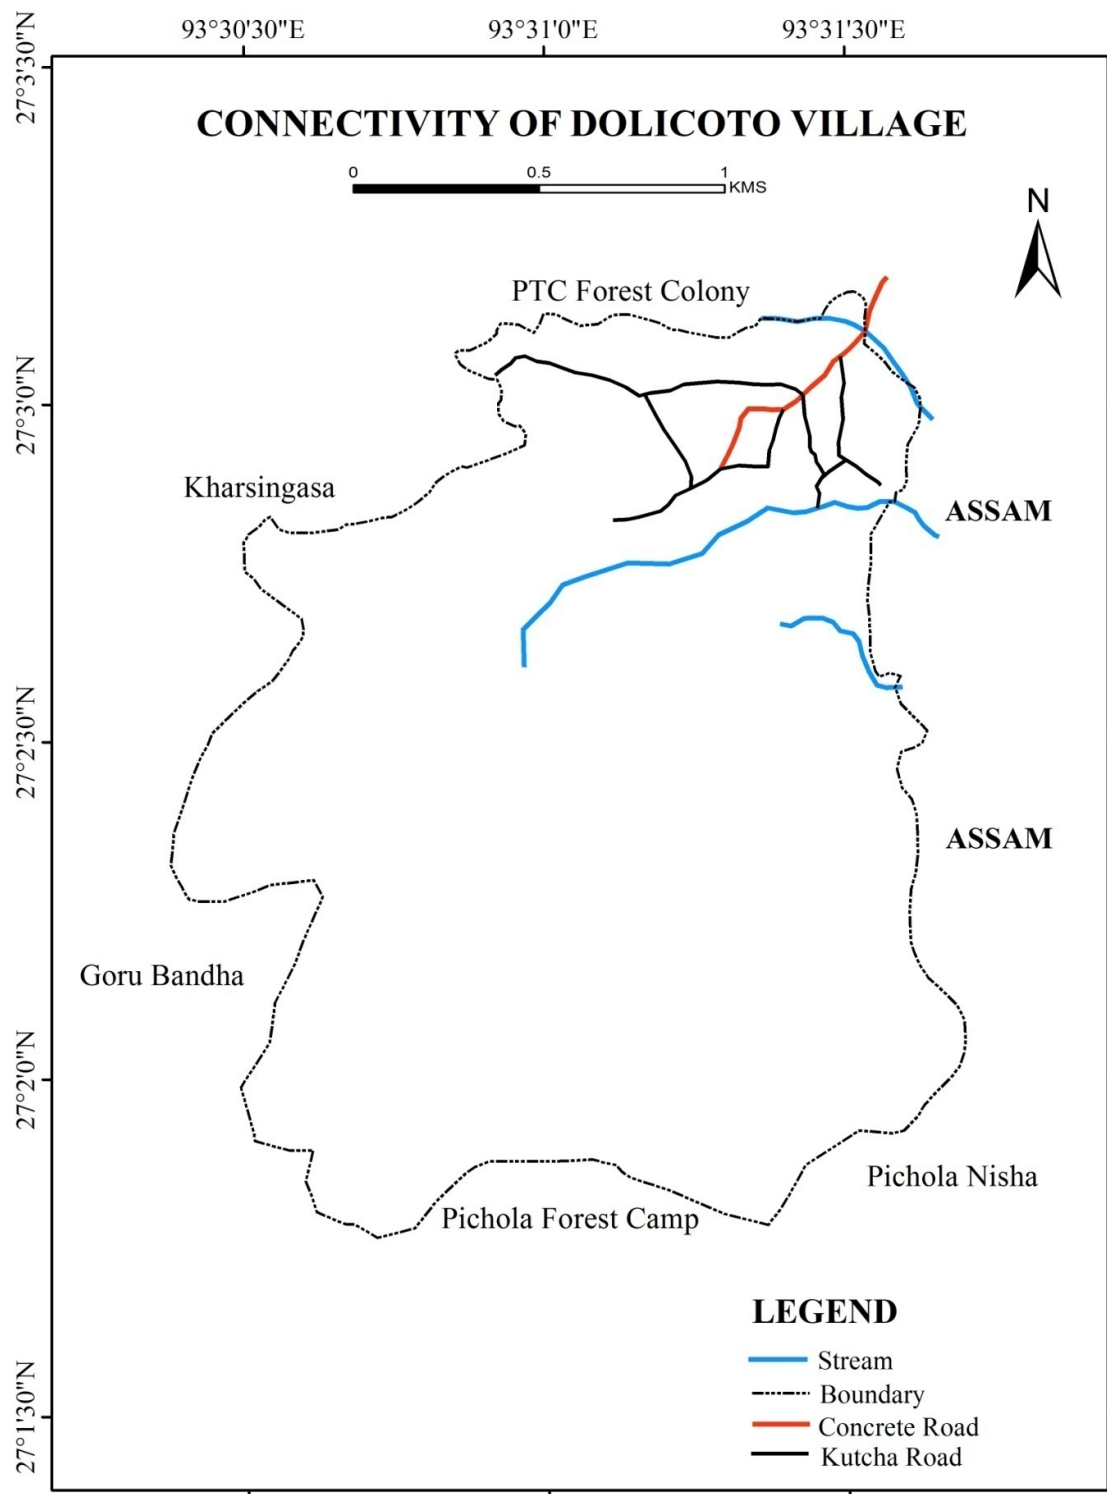 93°30'30"E
93°31'0"E
93°31'30"E
27°3'30"N
CONNECTIVITY OF DOLICOTO VILLAGE
0 0.5 1
KMS
N
PTC Forest Colony
27°3'0"N
Kharsingasa
ASSAM
27°2'30"N
ASSAM
Goru Bandha
27°2'0"N
Pichola Nisha
Pichola Forest Camp
LEGEND
Stream
Boundary
Concrete Road
Kutcha Road
27°1'30"N